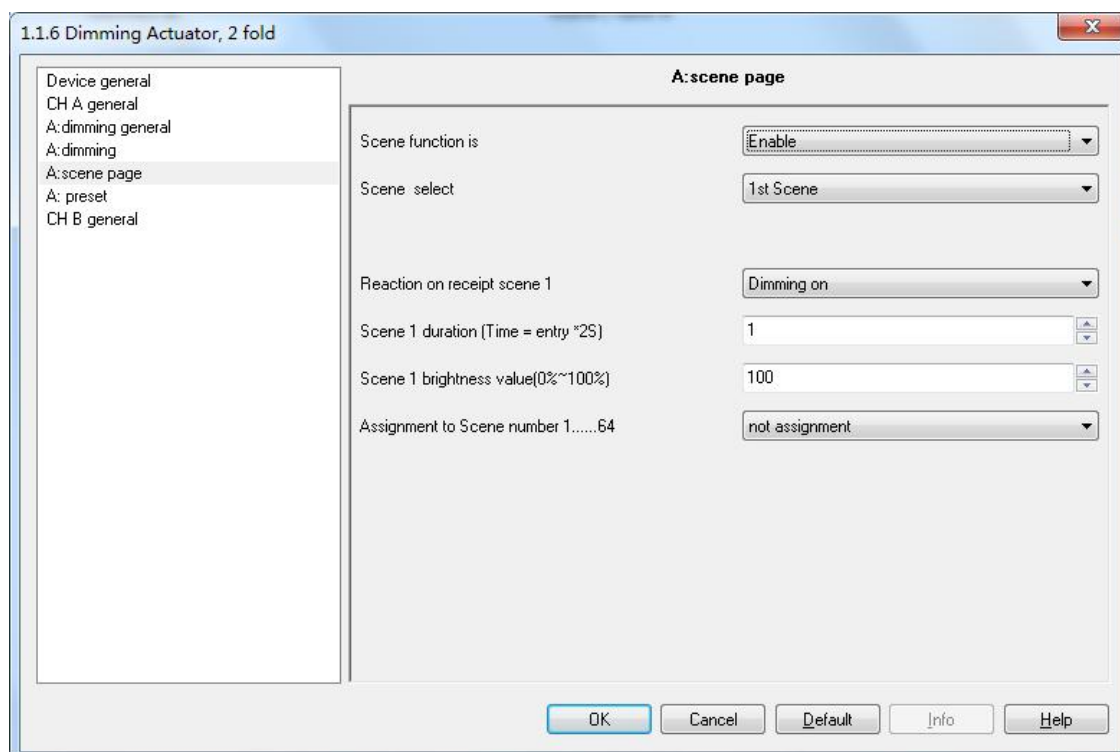 1.1.6 Dimming Actuator, 2 fold
Device general
CH A general
A:dimming general
A:dimming
A:scene page
A: preset
CH B general
A:scene page
Scene function is Enable
Scene select 1st Scene
Reaction on receipt scene 1 Dimming on
Scene 1 duration (Time = entry *2S) 1
Scene 1 brightness value(0%~100%) 100
Assignment to Scene number 1......64 not assignment
OK Cancel Default Info Help